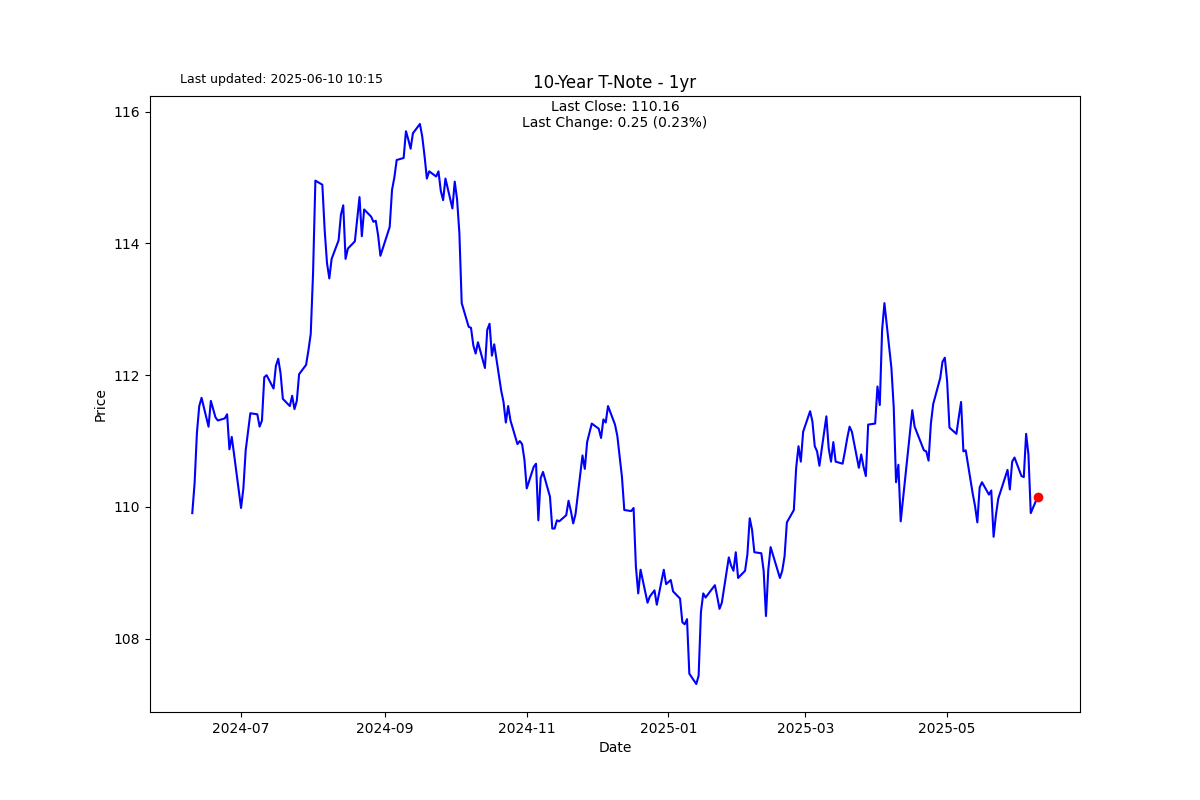 Last updated: 2025-06-10 10:15
10-Year T-Note - 1yr
Last Close: 110.16
Last Change: 0.25 (0.23%)
116
114
112
110
108
Price
2024-07
2024-09
2024-11
2025-01
2025-03
2025-05
Date